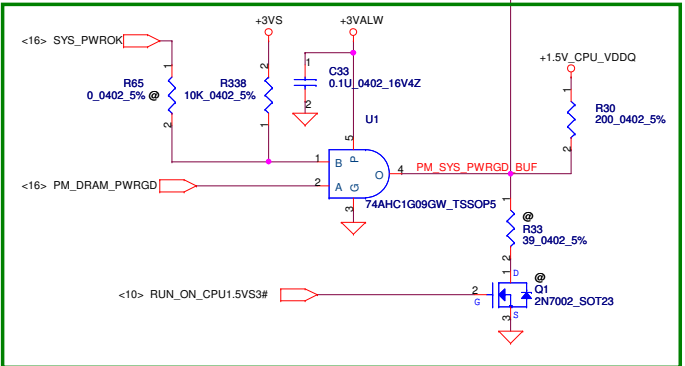 +3VS
+3VALW
<16> SYS_PWROK
+1.5V_CPU_VDDQ
1
2
1
1
R65
0_0402_5% @
R338
10K_0402_5%
C33
0.1U_0402_16V4Z
R30
200_0402_5%
2
1
2
2
U1
5
1
B
P
O
4
PM_SYS_PWRGD_BUF
<16> PM_DRAM_PWRGD
2
A
G
3
74AHC1G09GW_TSSOP5
1
@
R33
39_0402_5%
2
1
D
@
Q1
2N7002_SOT23
<10> RUN_ON_CPU1.5VS3#
2
G
3
S